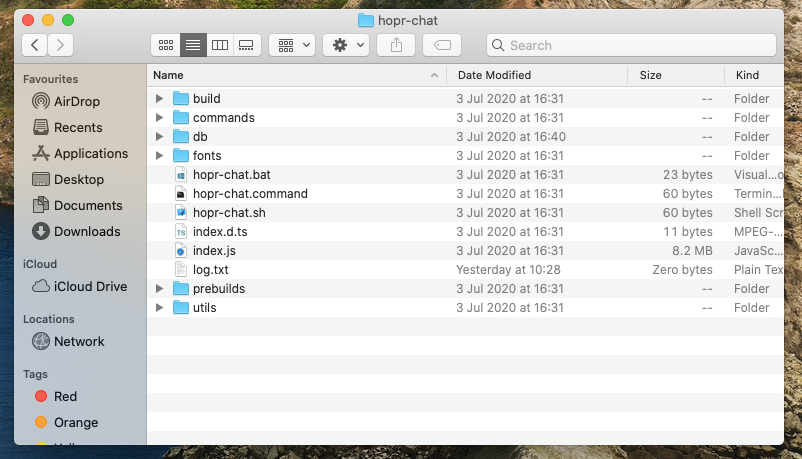 hopr-chat
Search
Favourites
AirDrop
Recents
Applications
Desktop
Documents
Downloads
iCloud
iCloud Drive
Locations
Network
Tags
Red
Orange
Name Date Modified Size Kind
build 3 Jul 2020 at 16:31 -- Folder
commands 3 Jul 2020 at 16:31 -- Folder
db 3 Jul 2020 at 16:40 -- Folder
fonts 3 Jul 2020 at 16:31 -- Folder
hopr-chat.bat 3 Jul 2020 at 16:31 23 bytes Visual...o
hopr-chat.command 3 Jul 2020 at 16:31 60 bytes Termin...
hopr-chat.sh 3 Jul 2020 at 16:31 60 bytes Shell Scr
TS index.d.ts 3 Jul 2020 at 16:31 11 bytes MPEG-...
index.js 3 Jul 2020 at 16:31 8.2 MB JavaSc...
log.txt Yesterday at 10:28 Zero bytes Plain Tex
prebuilds 3 Jul 2020 at 16:31 -- Folder
utils 3 Jul 2020 at 16:31 -- Folder